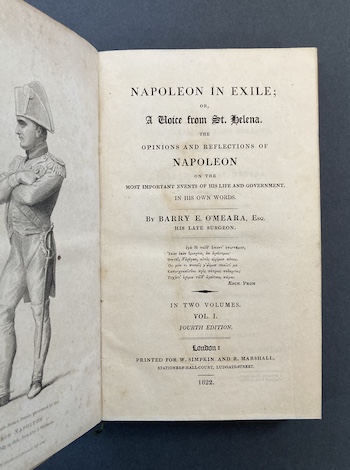 NAPOLEON IN EXILE;
OR,
A Voice from St. Helena.
THE
OPINIONS AND REFLECTIONS OF
NAPOLEON
ON THE
MOST IMPORTANT EVENTS OF HIS LIFE AND GOVERNMENT,
IN HIS OWN WORDS.
BY BARRY E. O'MEARA, ESQ.
HIS LATE SURGEON.
IN TWO VOLUMES.
VOL. I.
FOURTH EDITION.
London:
PRINTED FOR W. SIMPKIN AND R. MARSHALL,
STATIONERS'-HALL-COURT, LUDGATE-STREET.
1822.
NAPOLEON